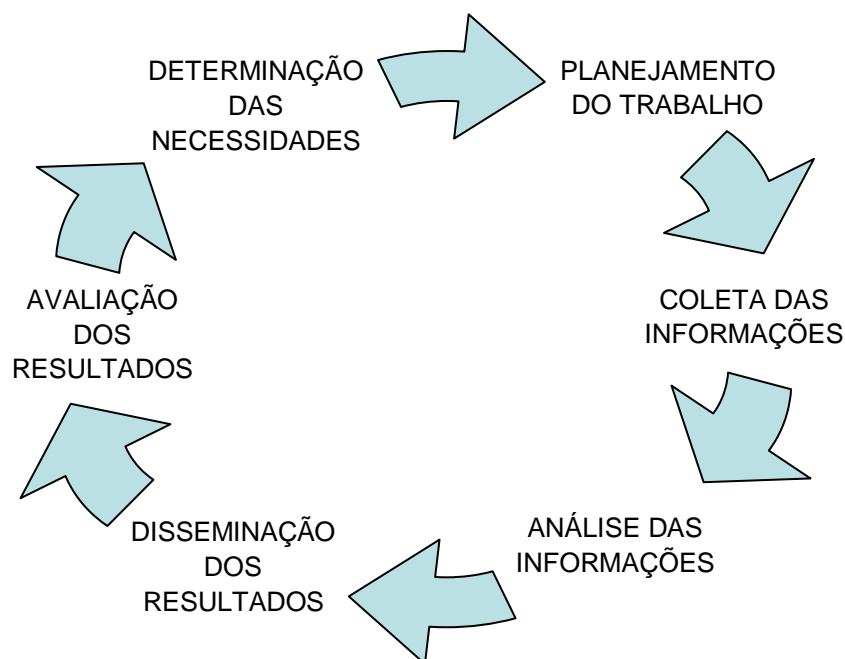 DETERMINAÇÃO
DAS
NECESSIDADES
PLANEJAMENTO
DO TRABALHO
COLETA DAS
INFORMAÇÕES
ANÁLISE DAS
INFORMAÇÕES
DISSEMINAÇÃO
DOS
RESULTADOS
AVALIAÇÃO
DOS
RESULTADOS